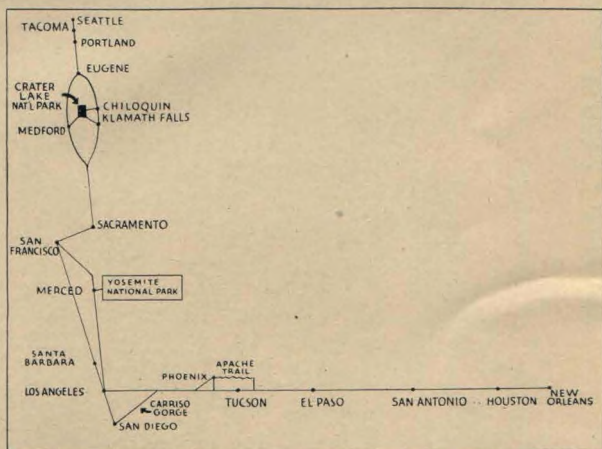 SEATTLE
TACOMA
PORTLAND
EUGENE
CRATER
LAKE
NAT'L PARK
CHILOQUIN
KLAMATH FALLS
MEDFORD
SACRAMENTO
SAN
FRANCISCO
YOSEMITE
NATIONAL PARK
MERCED
SANTA
BARBARA
APACHE
TRAIL
PHOENIX
LOS ANGELES
CARRISO
GORGE
SAN DIEGO
TUCSON
EL PASO
SAN ANTONIO
HOUSTON
NEW
ORLEANS